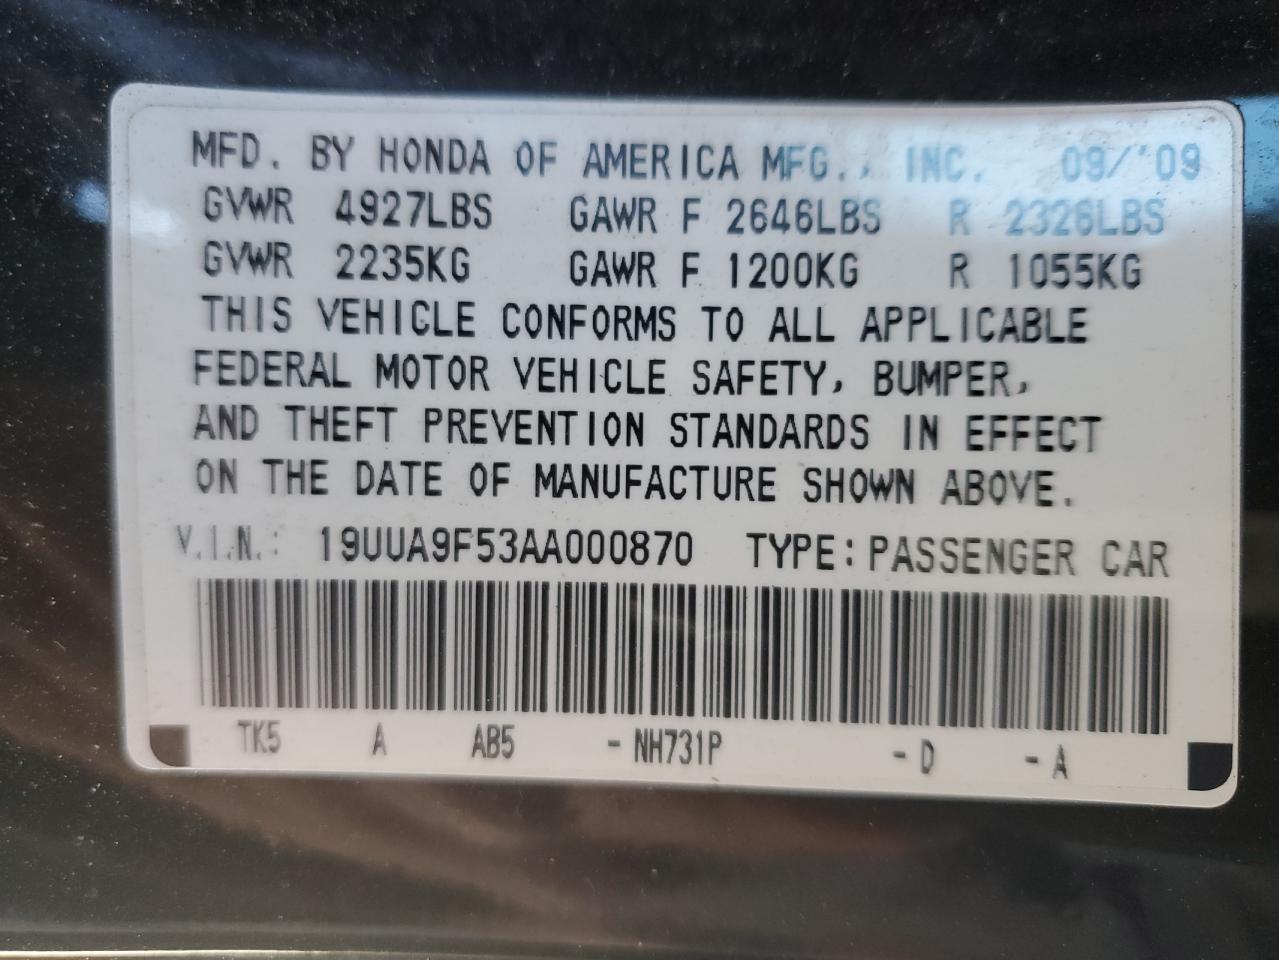 MFD. BY HONDA OF AMERICA MFG., INC. 09/'09
GVWR 4927LBS GAWR F 2646LBS R 2326LBS
GVWR 2235KG GAWR F 1200KG R 1055KG
THIS VEHICLE CONFORMS TO ALL APPLICABLE
FEDERAL MOTOR VEHICLE SAFETY, BUMPER,
AND THEFT PREVENTION STANDARDS IN EFFECT
ON THE DATE OF MANUFACTURE SHOWN ABOVE.
V.I.N.: 19UUA9F53AA000870 TYPE: PASSENGER CAR
TK5 A AB5 - NH731P - D - A